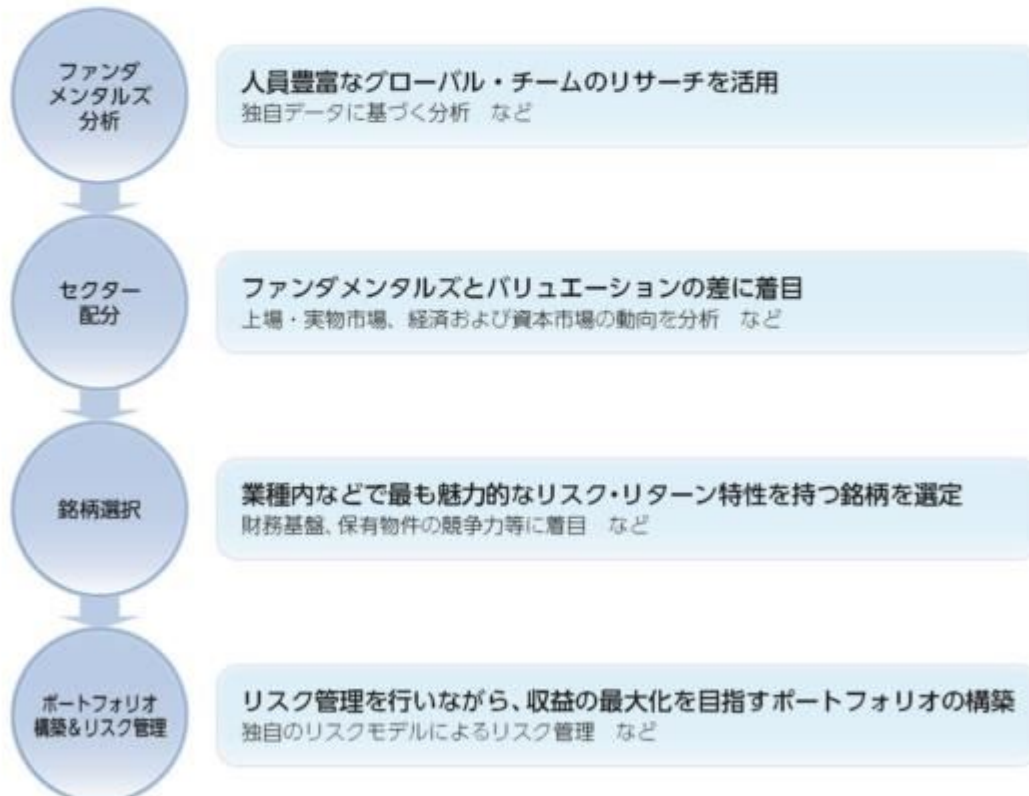 ファンダ
メンタルズ
分析
人員豊富なグローバル・チームのリサーチを活用
独自データに基づく分析　など
セクター
配分
ファンダメンタルズとバリュエーションの差に着目
上場・実物市場、経済および資本市場の動向を分析　など
銘柄選択
業種内などで最も魅力的なリスク・リターン特性を持つ銘柄を選定
財務基盤、保有物件の競争力等に着目　など
ポートフォリオ
構築&リスク管理
リスク管理を行いながら、収益の最大化を目指すポートフォリオの構築
独自のリスクモデルによるリスク管理　など